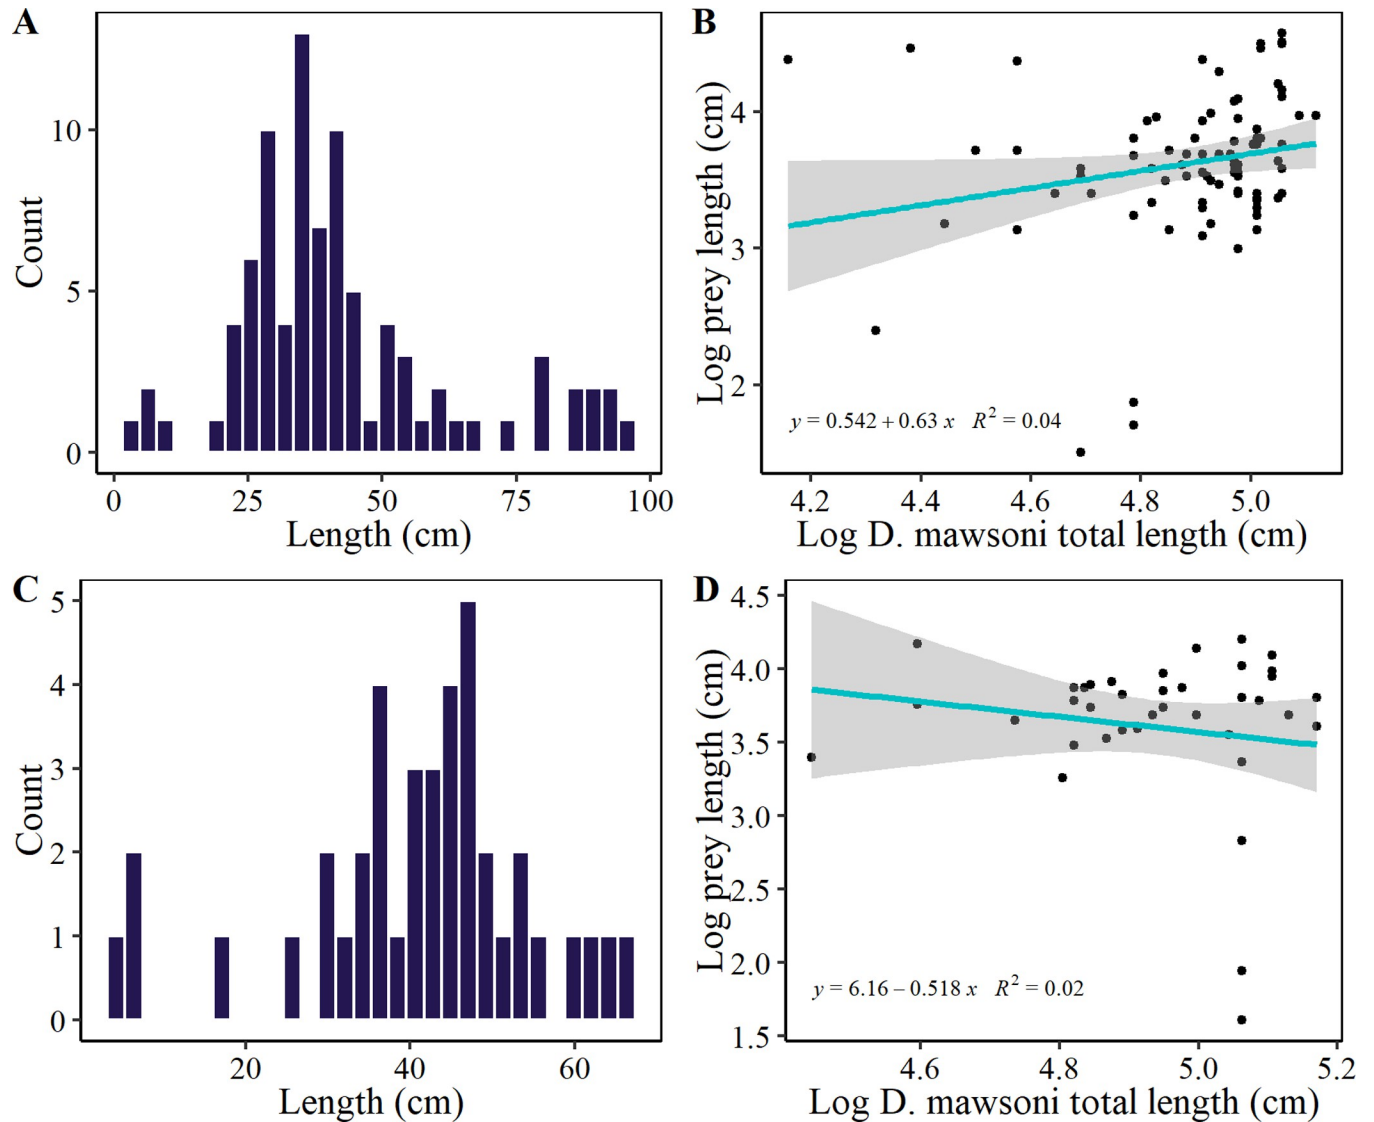 A
Count
10
5
0
0 25 50 75 100
Length (cm)
B
Log prey length (cm)
4
3
2
y = 0.542 + 0.63 x R² = 0.04
4.2 4.4 4.6 4.8 5.0
Log D. mawsoni total length (cm)
C
Count
5
4
3
2
1
0
20 40 60
Length (cm)
D
Log prey length (cm)
4.5
4.0
3.5
3.0
2.5
2.0
1.5
y = 6.16 – 0.518 x R² = 0.02
4.6 4.8 5.0 5.2
Log D. mawsoni total length (cm)